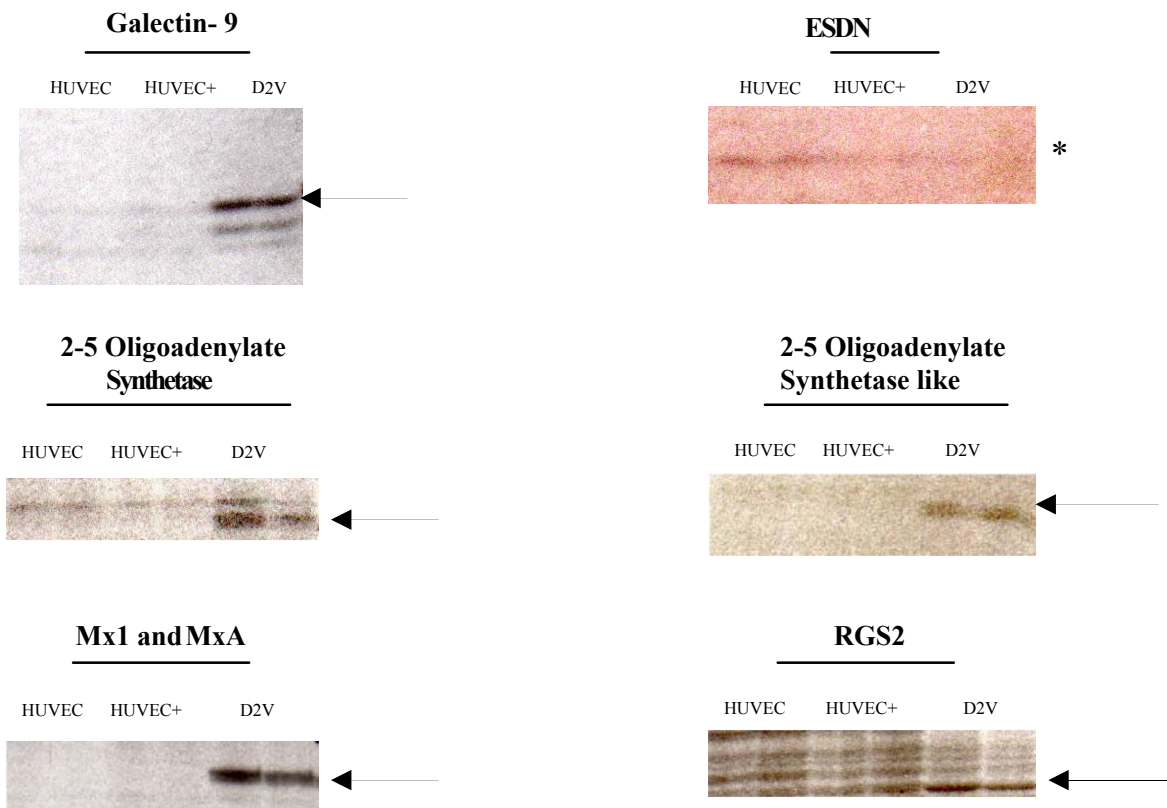 Galectin- 9
HUVEC HUVEC+ D2V
ESDN
HUVEC HUVEC+ D2V
*
2-5 Oligoadenylate
Synthetase
HUVEC HUVEC+ D2V
2-5 Oligoadenylate
Synthetase like
HUVEC HUVEC+ D2V
Mx1 and MxA
HUVEC HUVEC+ D2V
RGS2
HUVEC HUVEC+ D2V